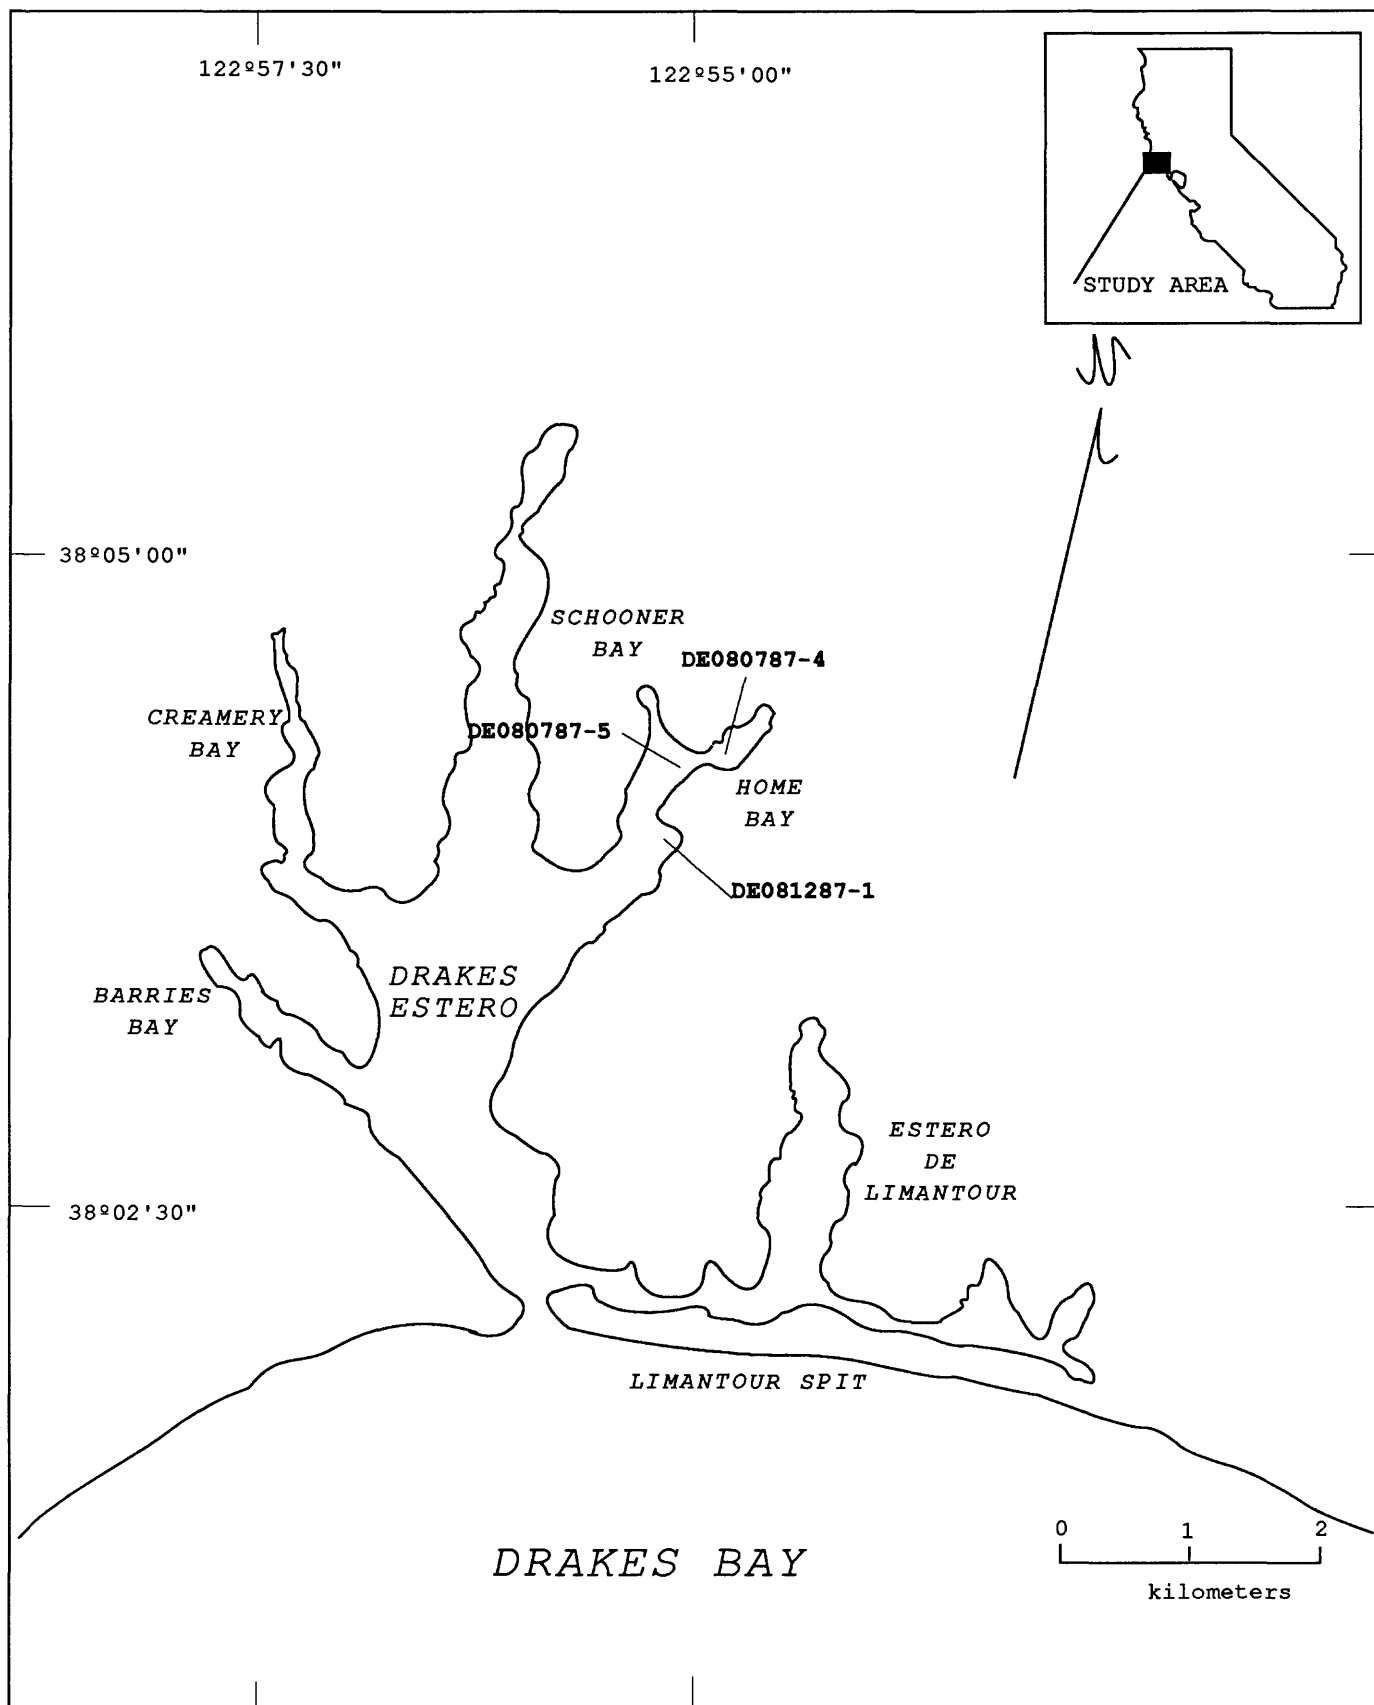 122º57'30"
122º55'00"
STUDY AREA
N
38º05'00"
SCHOONER
BAY
DE080787-4
CREAMERY
BAY
DE080787-5
HOME
BAY
DE081287-1
DRAKES
ESTERO
BARRIES
BAY
ESTERO
DE
LIMANTOUR
38º02'30"
LIMANTOUR SPIT
0 1 2
kilometers
DRAKES BAY